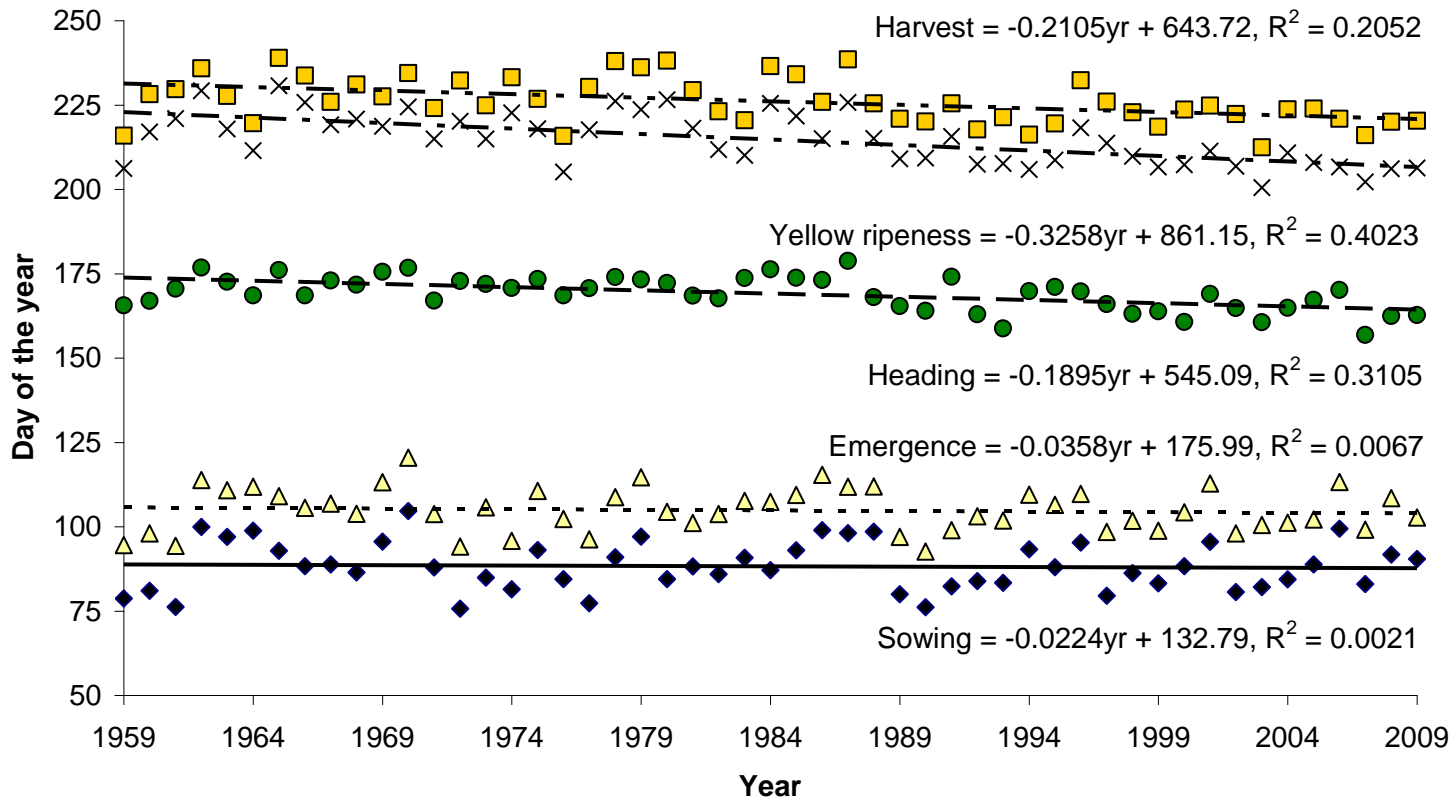 250
Harvest = -0.2105yr + 643.72, R² = 0.2052
225
200
Yellow ripeness = -0.3258yr + 861.15, R² = 0.4023
175
150
Heading = -0.1895yr + 545.09, R² = 0.3105
Day of the year
125
Emergence = -0.0358yr + 175.99, R² = 0.0067
100
75
Sowing = -0.0224yr + 132.79, R² = 0.0021
50
1959 1964 1969 1974 1979 1984 1989 1994 1999 2004 2009
Year